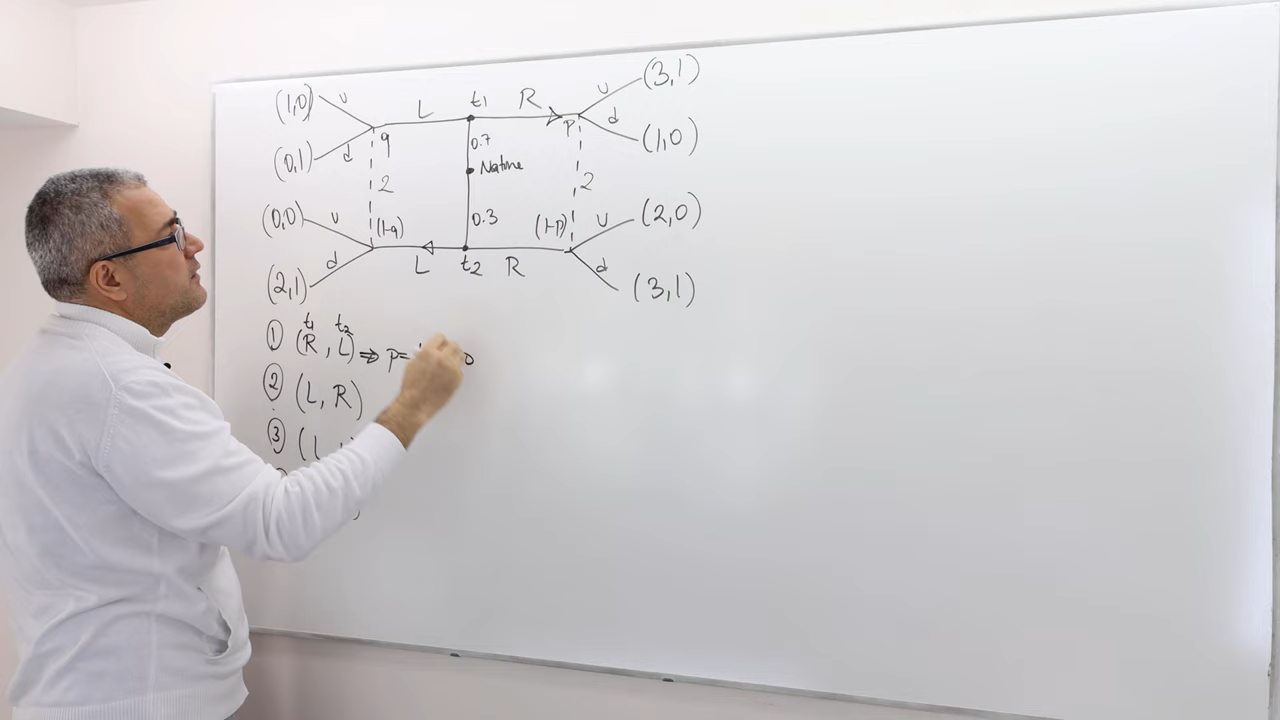 (1,0) u L t1 R u (3,1)
q p
(0,1) d 0.7 d (1,0)
Nature
2 2
(0,0) u (1-q) 0.3 (1-p) u (2,0)
(2,1) d L t2 R d (3,1)
t1 t2
① (R, L) ⇒ p=
② (L, R)
③ (L,